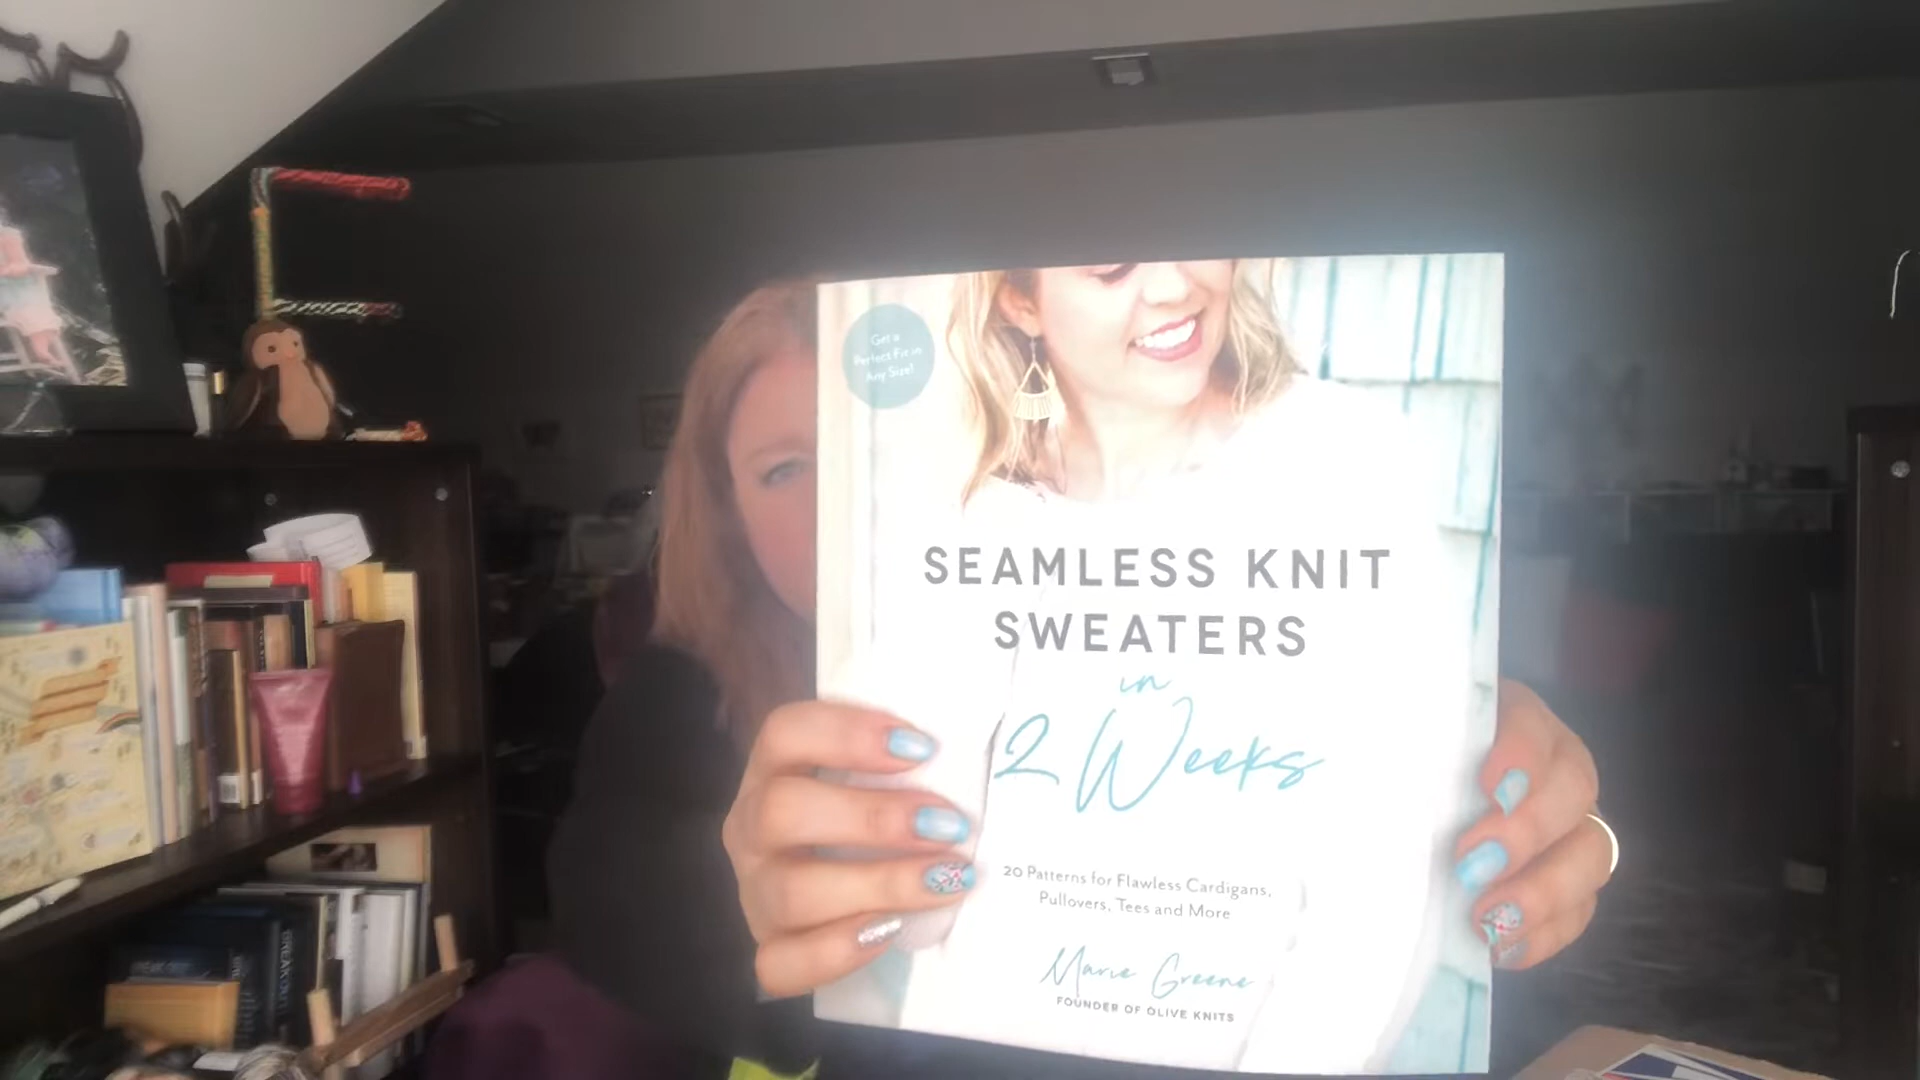 Get a
Perfect Fit in
Any Size!
SEAMLESS KNIT
SWEATERS
in
2 Weeks
20 Patterns for Flawless Cardigans,
Pullovers, Tees and More
Marie Greene
FOUNDER OF OLIVE KNITS
BREAKOUT